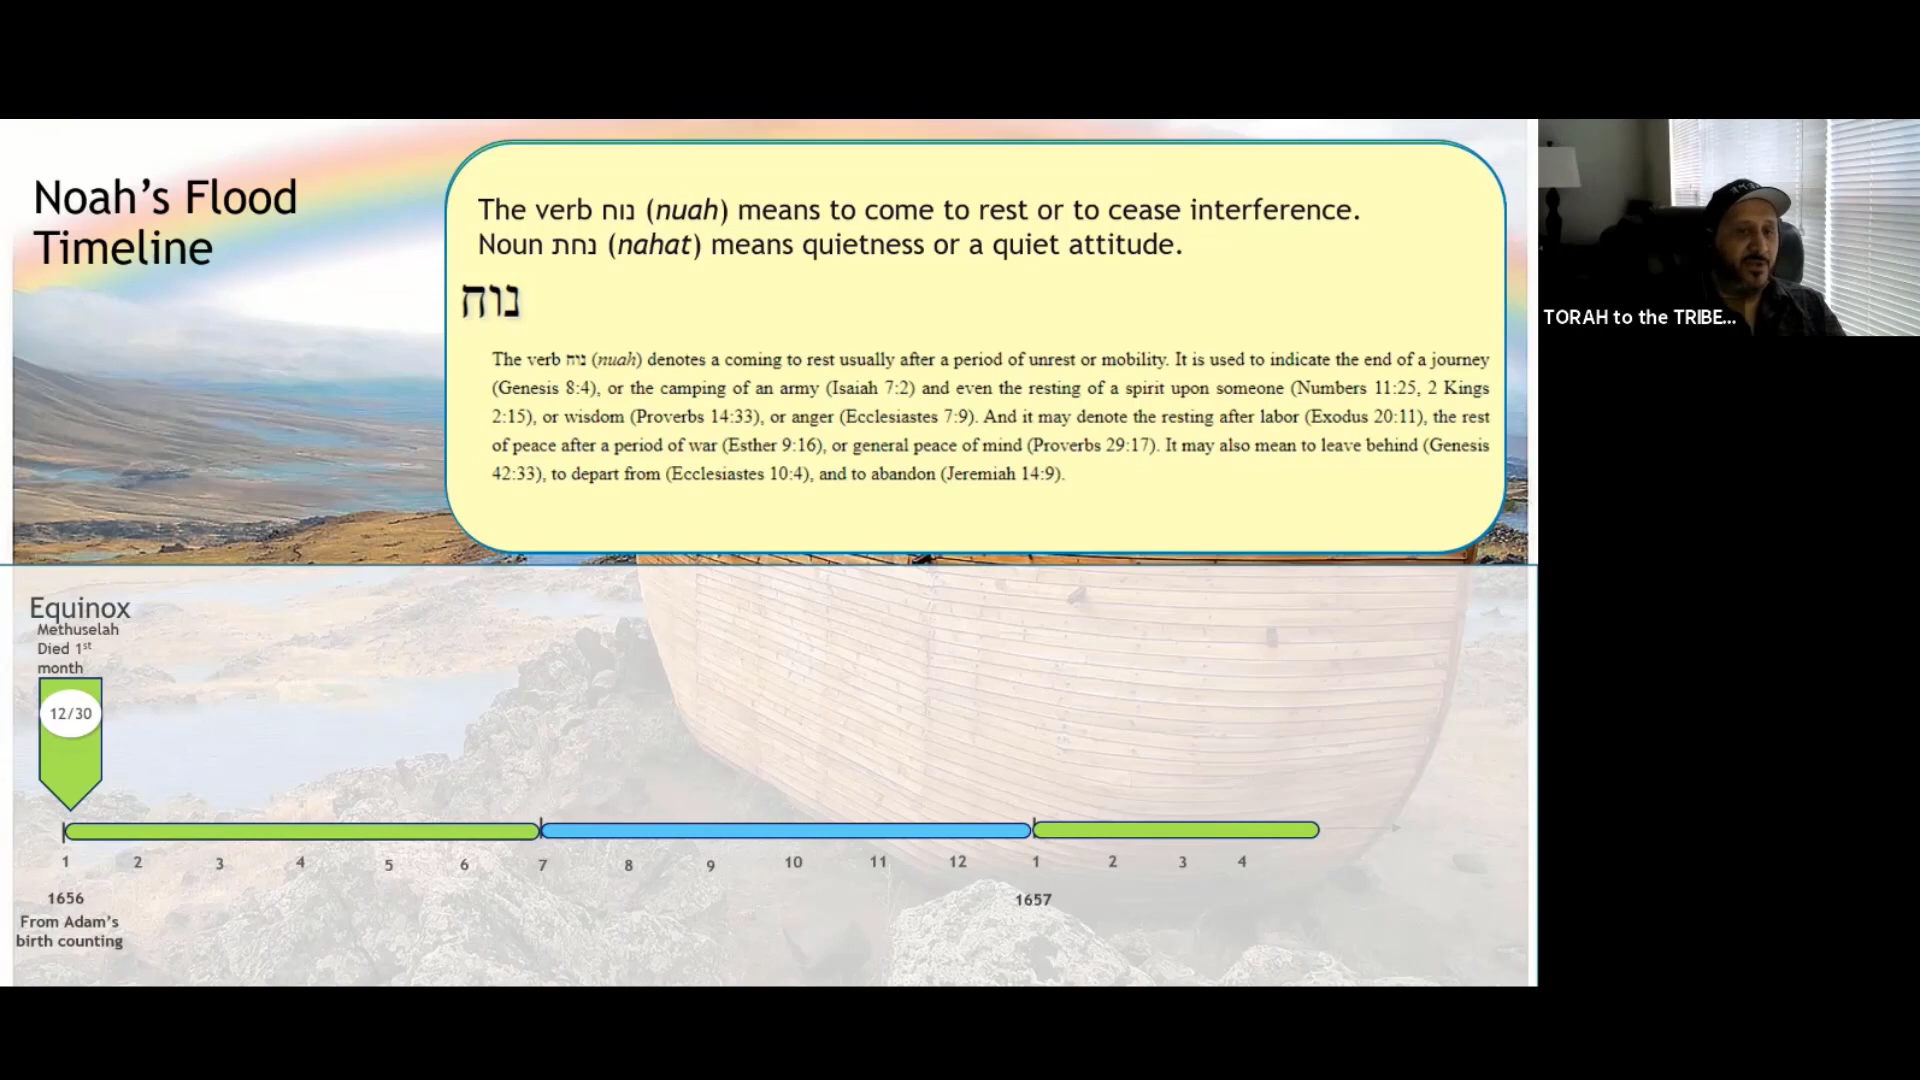 Noah’s Flood
Timeline
The verb נוח (nuah) means to come to rest or to cease interference.
Noun נחת (nahat) means quietness or a quiet attitude.
נוח
The verb נוח (nuah) denotes a coming to rest usually after a period of unrest or mobility. It is used to indicate the end of a journey
(Genesis 8:4), or the camping of an army (Isaiah 7:2) and even the resting of a spirit upon someone (Numbers 11:25, 2 Kings
2:15), or wisdom (Proverbs 14:33), or anger (Ecclesiastes 7:9). And it may denote the resting after labor (Exodus 20:11), the rest
of peace after a period of war (Esther 9:16), or general peace of mind (Proverbs 29:17). It may also mean to leave behind (Genesis
42:33), to depart from (Ecclesiastes 10:4), and to abandon (Jeremiah 14:9).
TORAH to the TRIBE...
Equinox
Methuselah
Died 1st
month
12/30
1 2 3 4 5 6 7 8 9 10 11 12 1 2 3 4
1656 1657
From Adam’s
birth counting